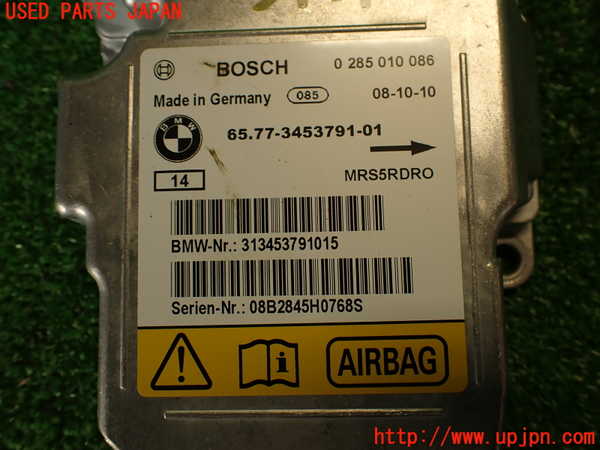 USED PARTS JAPAN
BOSCH 0 285 010 086
Made in Germany 085 08-10-10
BMW 65.77-3453791-01
14 MRS5RDRO
BMW-Nr.: 313453791015
Serien-Nr.: 08B2845H0768S
AIRBAG
http://www.upjpn.com